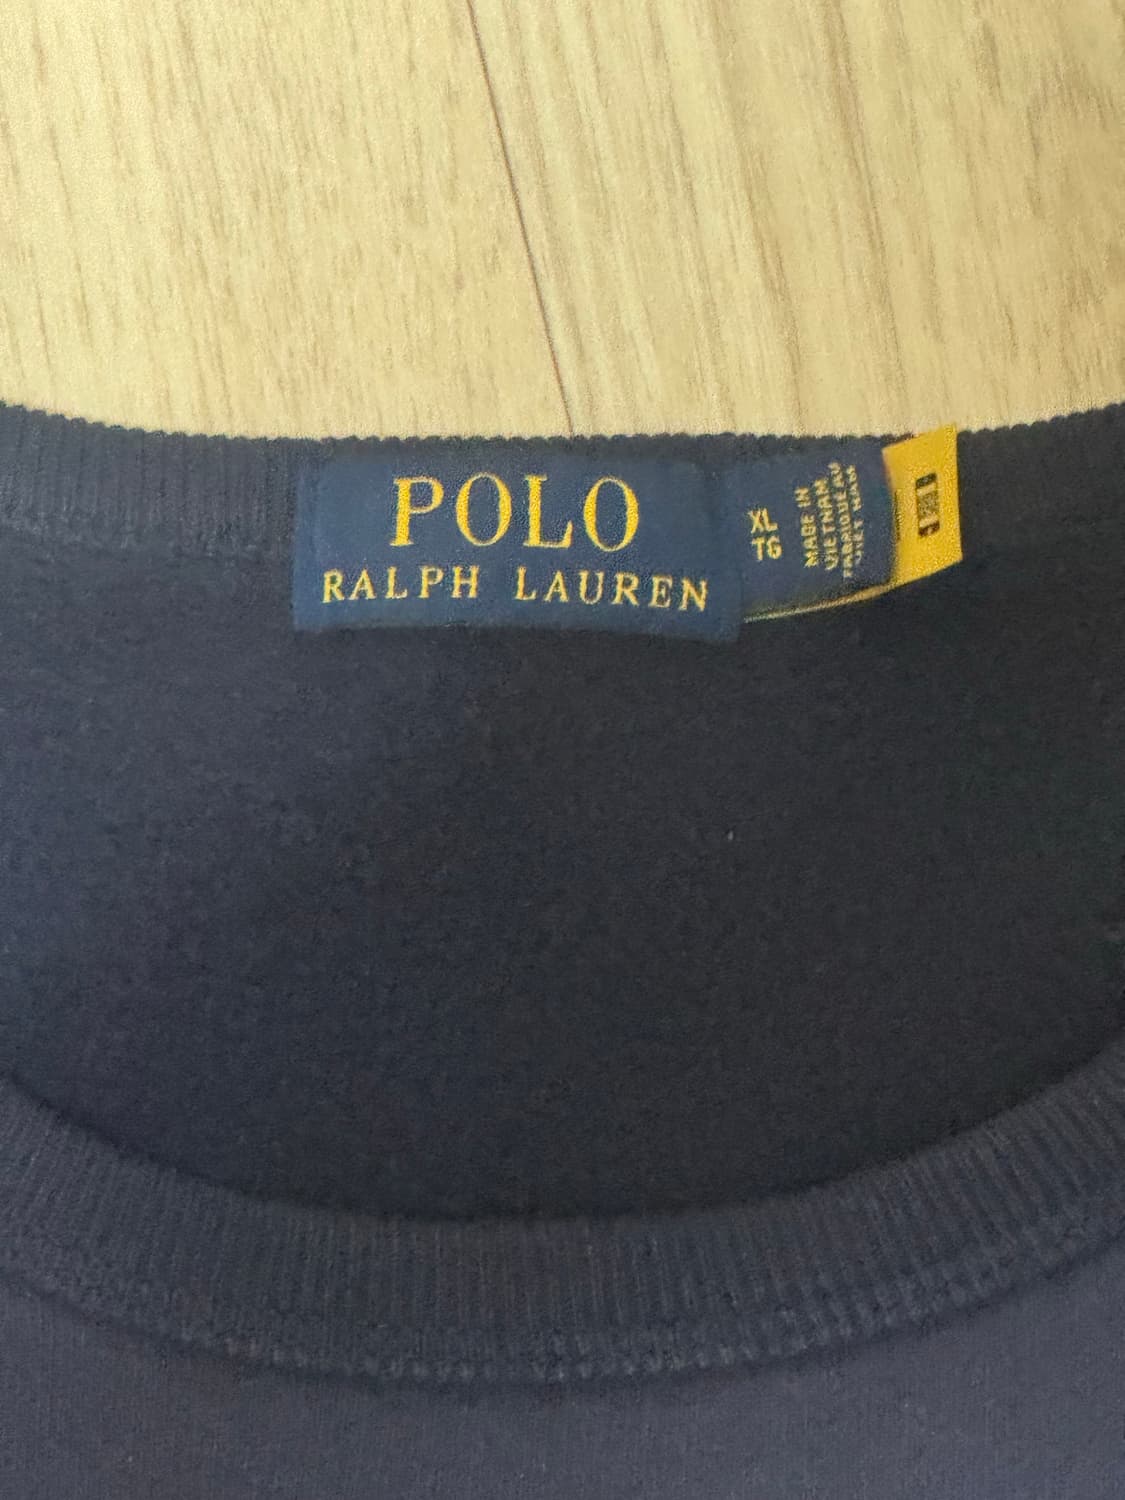 POLO
RALPH LAUREN
XL
TG
MADE IN
VIETNAM
FABRIQUÉ AU
VIET NAM